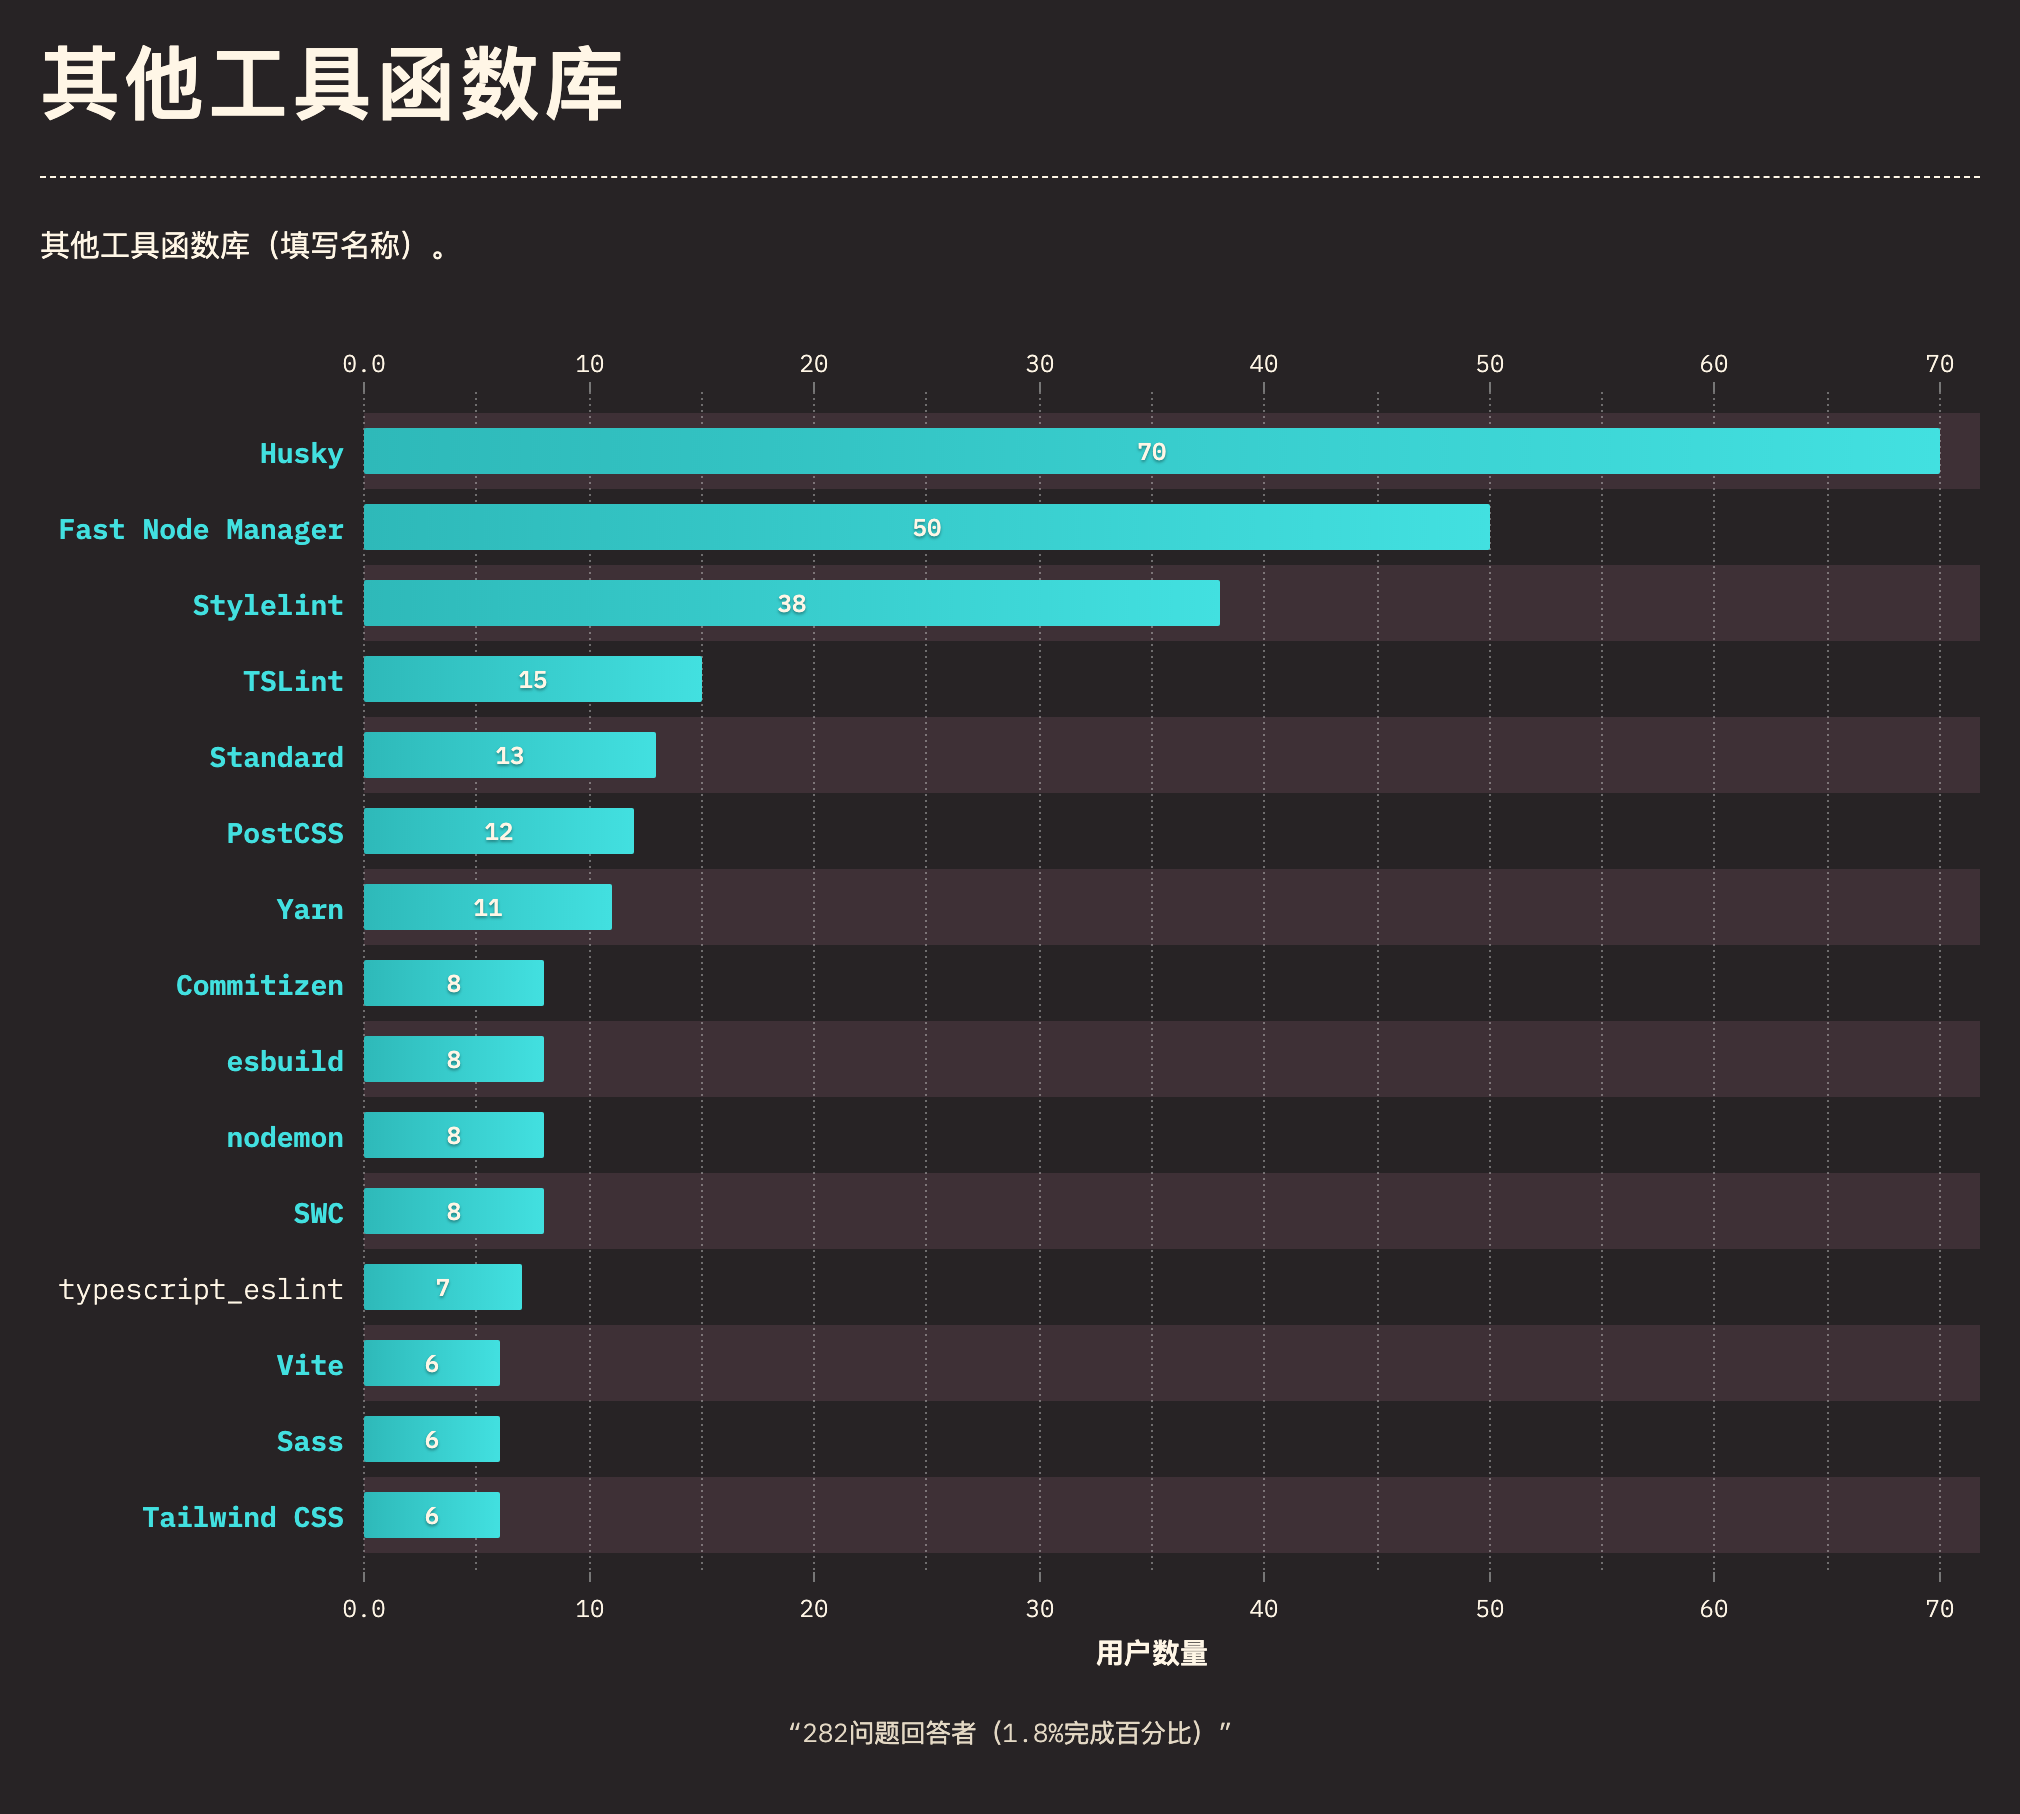 其他工具函数库
其他工具函数库（填写名称）。
0.0 10 20 30 40 50 60 70
Husky 70
Fast Node Manager 50
Stylelint 38
TSLint 15
Standard 13
PostCSS 12
Yarn 11
Commitizen 8
esbuild 8
nodemon 8
SWC 8
typescript_eslint 7
Vite 6
Sass 6
Tailwind CSS 6
0.0 10 20 30 40 50 60 70
用户数量
“282问题回答者（1.8%完成百分比）”